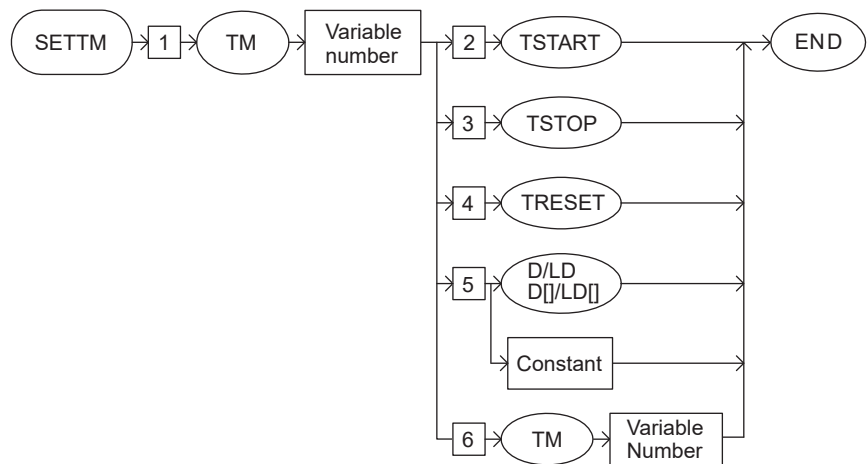 SETTM
1
TM
Variable
number
2
TSTART
END
3
TSTOP
4
TRESET
5
D/LD
D[]/LD[]
Constant
6
TM
Variable
Number